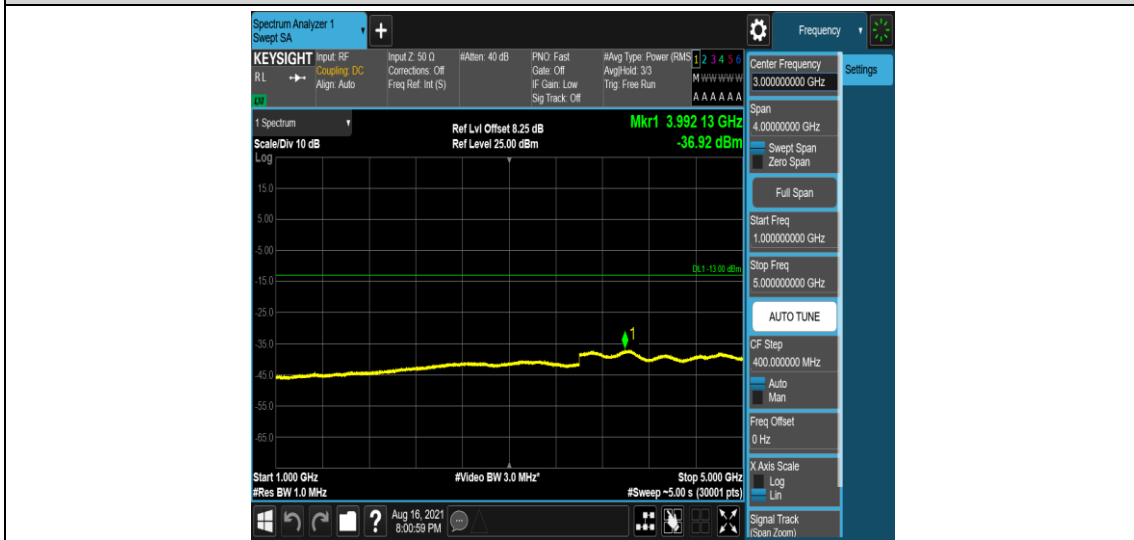 Spectrum Analyzer 1
Swept SA
+
Frequency
KEYSIGHT
RL
LXI
Input: RF
Coupling: DC
Align: Auto
Input Z: 50 Ω
Corrections: Off
Freq Ref: Int (S)
#Atten: 40 dB
PNO: Fast
Gate: Off
IF Gain: Low
Sig Track: Off
#Avg Type: Power (RMS
Avg|Hold: 3/3
Trig: Free Run
1 2 3 4 5 6
M W W W W W
A A A A A A
Center Frequency
3.000000000 GHz
Settings
1 Spectrum
Scale/Div 10 dB
Log
Ref Lvl Offset 8.25 dB
Ref Level 25.00 dBm
Mkr1 3.992 13 GHz
-36.92 dBm
15.0
5.00
-5.00
-15.0
-25.0
-35.0
-45.0
-55.0
-65.0
DL1 -13.00 dBm
1
Start 1.000 GHz
#Res BW 1.0 MHz
#Video BW 3.0 MHz*
Stop 5.000 GHz
#Sweep ~5.00 s (30001 pts)
Span
4.00000000 GHz
Swept Span
Zero Span
Full Span
Start Freq
1.000000000 GHz
Stop Freq
5.000000000 GHz
AUTO TUNE
CF Step
400.000000 MHz
Auto
Man
Freq Offset
0 Hz
X Axis Scale
Log
Lin
Signal Track
(Span Zoom)
?
Aug 16, 2021
8:00:59 PM